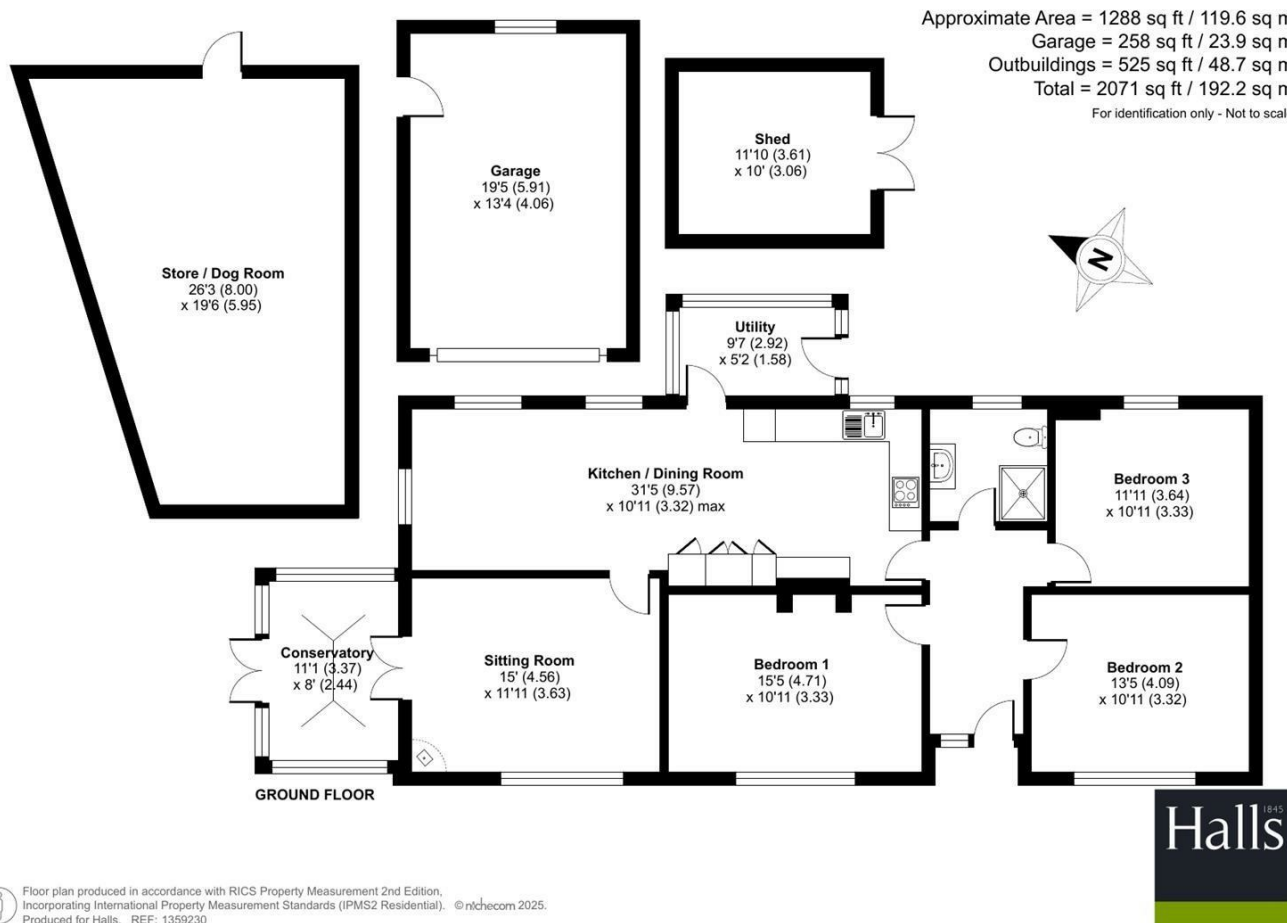 Approximate Area = 1288 sq ft / 119.6 sq m
Garage = 258 sq ft / 23.9 sq m
Outbuildings = 525 sq ft / 48.7 sq m
Total = 2071 sq ft / 192.2 sq m
For identification only - Not to scal
Shed
11'10 (3.61)
x 10' (3.06)
Garage
19'5 (5.91)
x 13'4 (4.06)
Store / Dog Room
26'3 (8.00)
x 19'6 (5.95)
N
Utility
9'7 (2.92)
x 5'2 (1.58)
Kitchen / Dining Room
31'5 (9.57)
x 10'11 (3.32) max
Bedroom 3
11'11 (3.64)
x 10'11 (3.33)
Conservatory
11'1 (3.37)
x 8' (2.44)
Sitting Room
15' (4.56)
x 11'11 (3.63)
Bedroom 1
15'5 (4.71)
x 10'11 (3.33)
Bedroom 2
13'5 (4.09)
x 10'11 (3.32)
GROUND FLOOR
Halls 1845
Floor plan produced in accordance with RICS Property Measurement 2nd Edition,
Incorporating International Property Measurement Standards (IPMS2 Residential). © nichecom 2025.
Produced for Halls. REF: 1359230